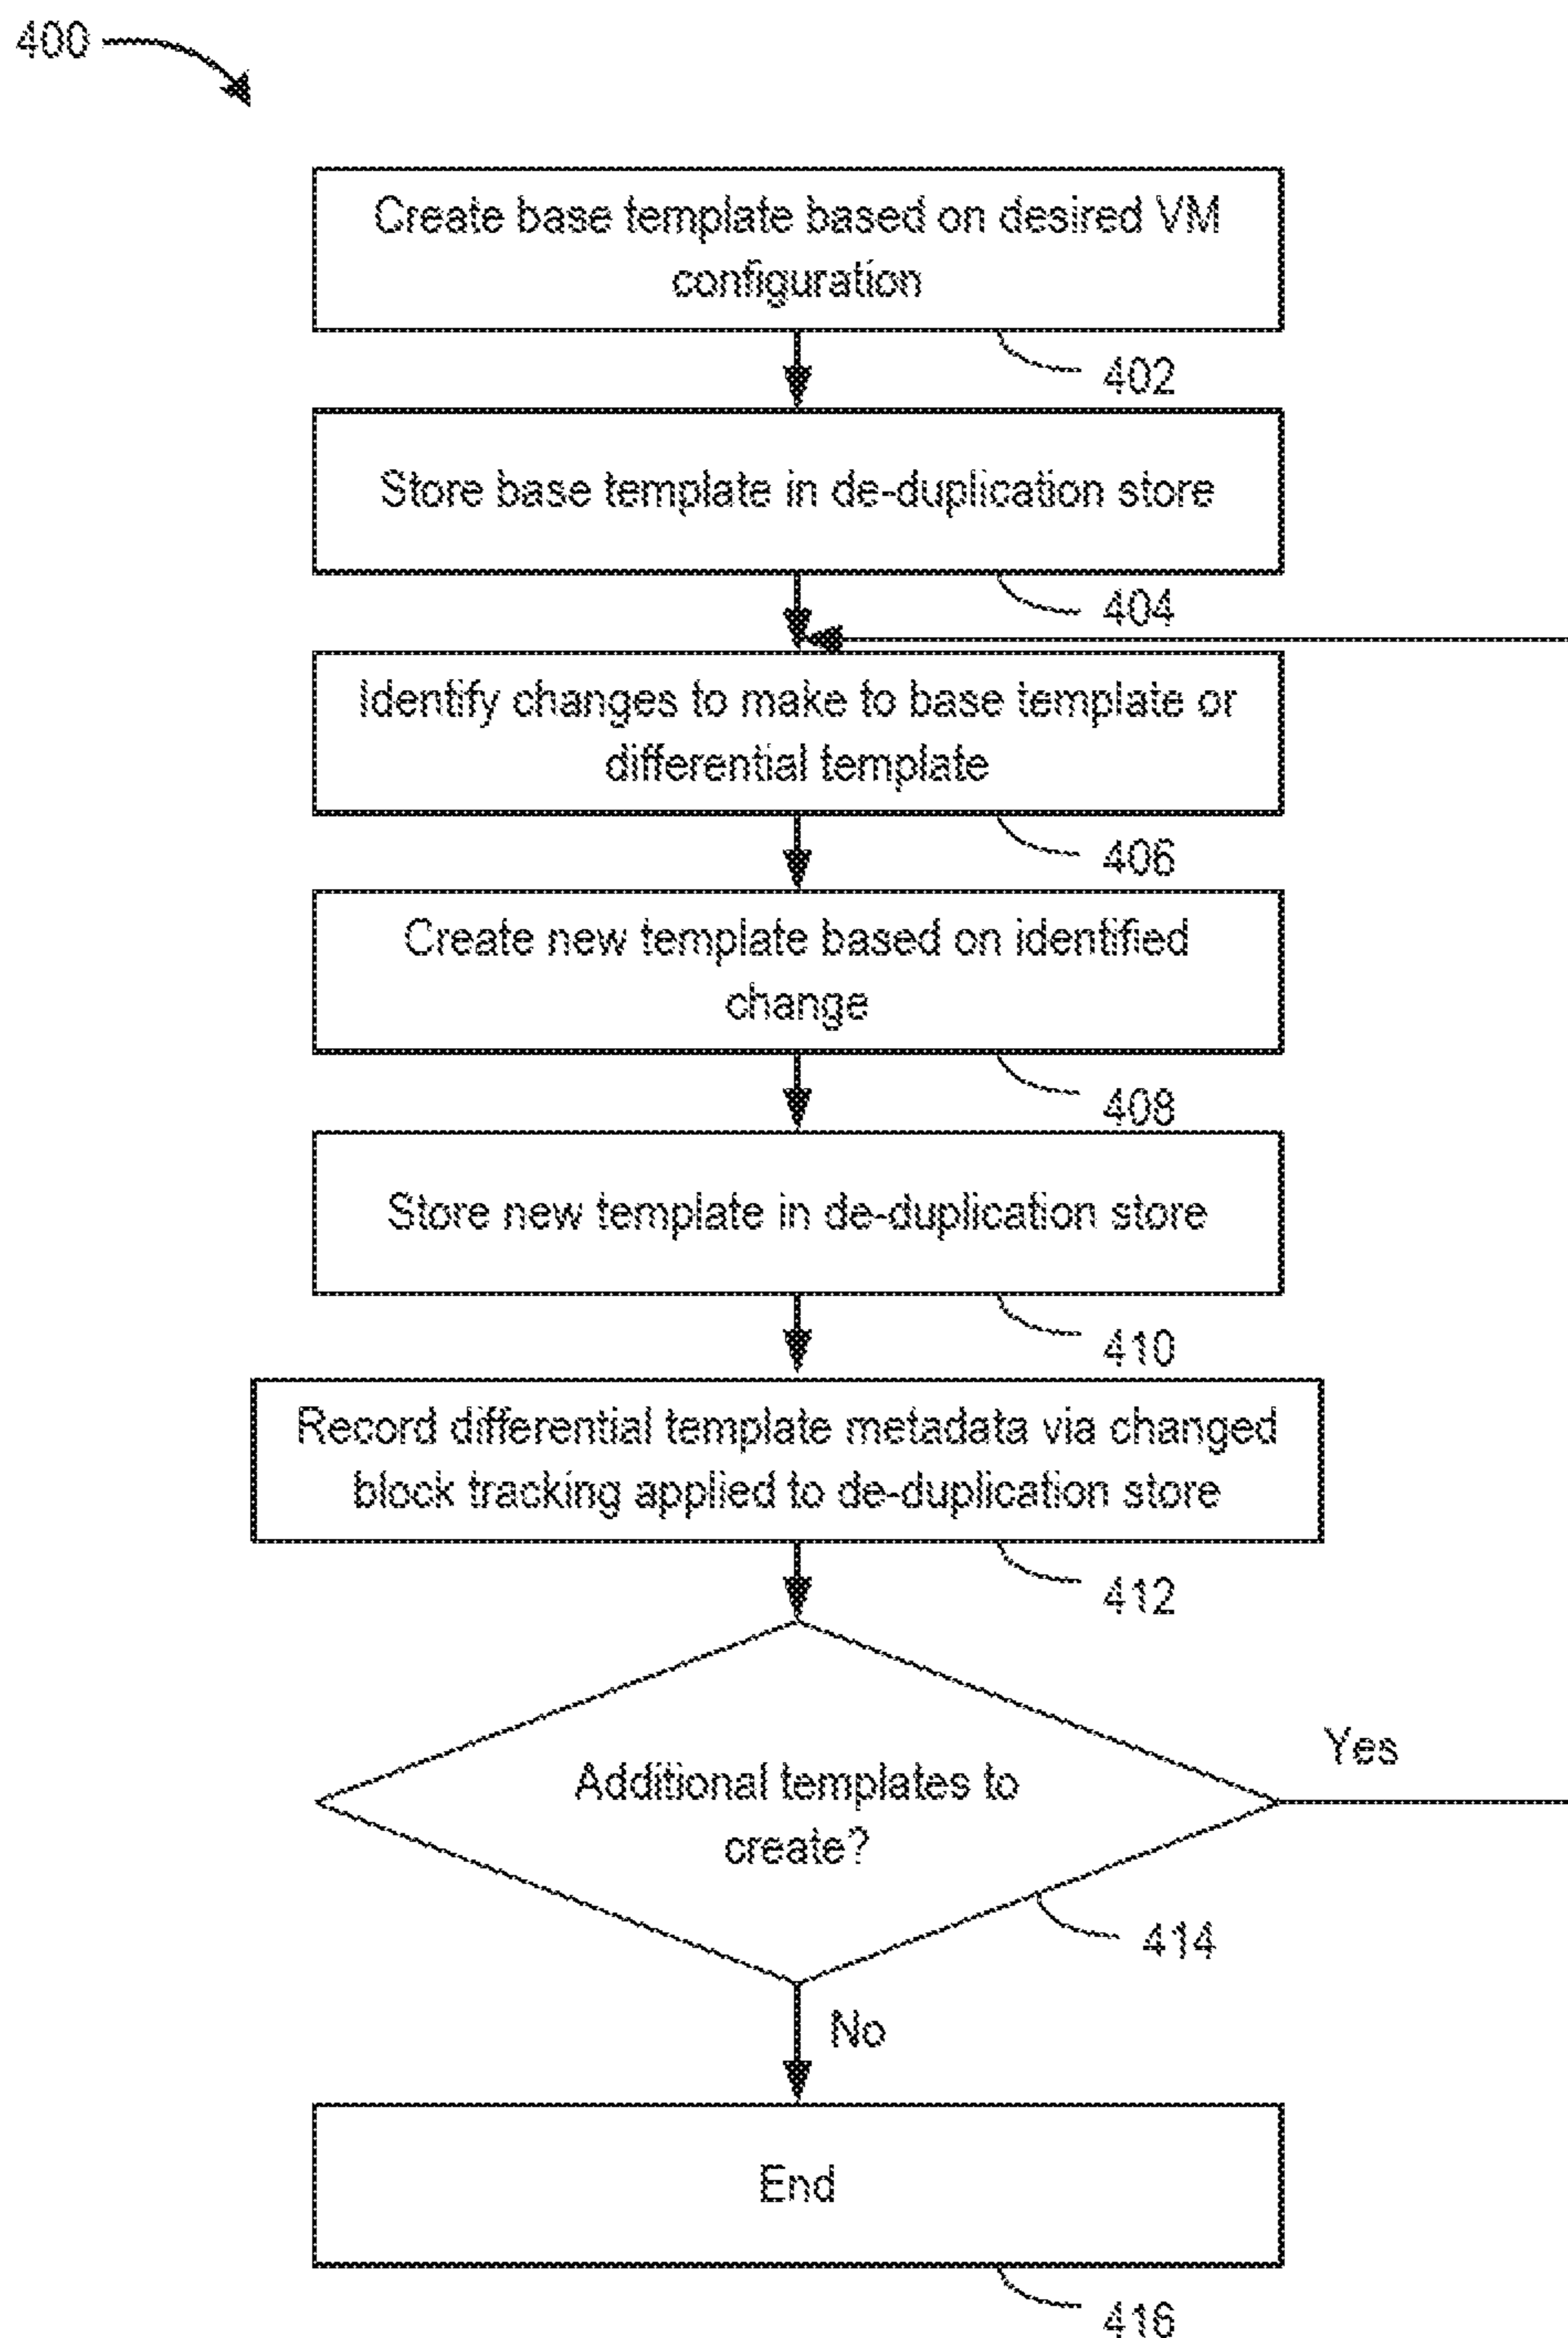 400
Create base template based on desired VM
configuration
402
Store base template in de-duplication store
404
Identify changes to make to base template or
differential template
406
Create new template based on identified
change
408
Store new template in de-duplication store
410
Record differential template metadata via changed
block tracking applied to de-duplication store
412
Additional templates to
create?
Yes
414
No
End
416